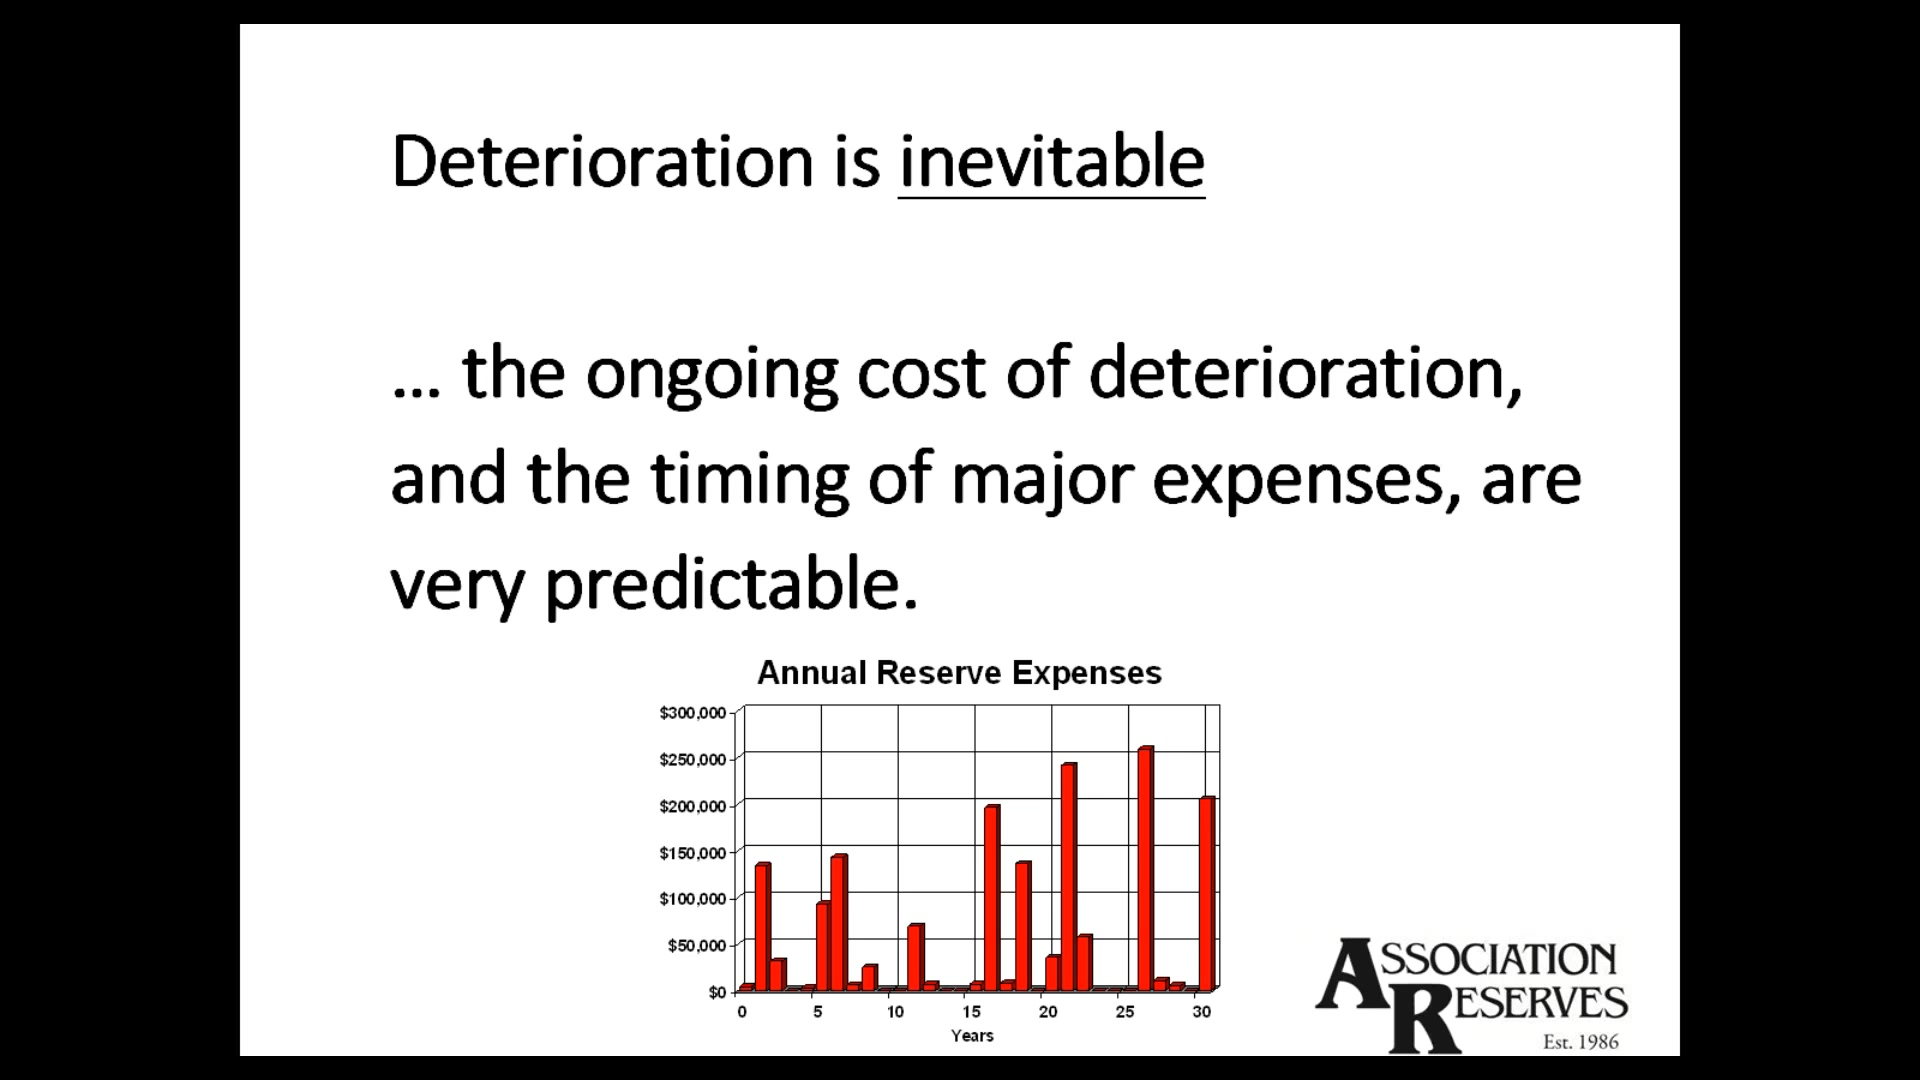 Deterioration is inevitable
… the ongoing cost of deterioration,
and the timing of major expenses, are
very predictable.
Annual Reserve Expenses
$300,000
$250,000
$200,000
$150,000
$100,000
$50,000
$0
0 5 10 15 20 25 30
Years
ASSOCIATION
RESERVES
Est. 1986